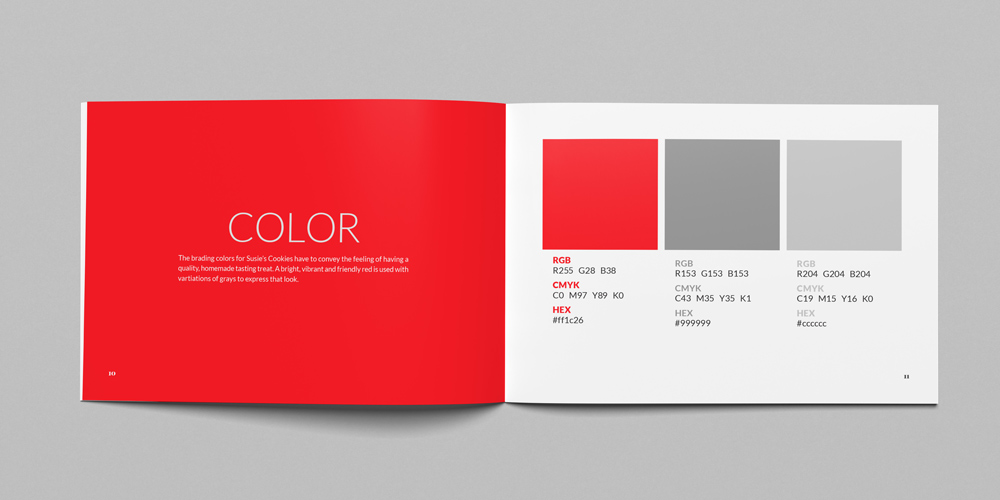 COLOR
The brading colors for Susie's Cookies have to convey the feeling of having a
quality, homemade tasting treat. A bright, vibrant and friendly red is used with
vartiations of grays to express that look.
10
RGB
R255 G28 B38
CMYK
C0 M97 Y89 K0
HEX
#ff1c26
RGB
R153 G153 B153
CMYK
C43 M35 Y35 K1
HEX
#999999
RGB
R204 G204 B204
CMYK
C19 M15 Y16 K0
HEX
#cccccc
11